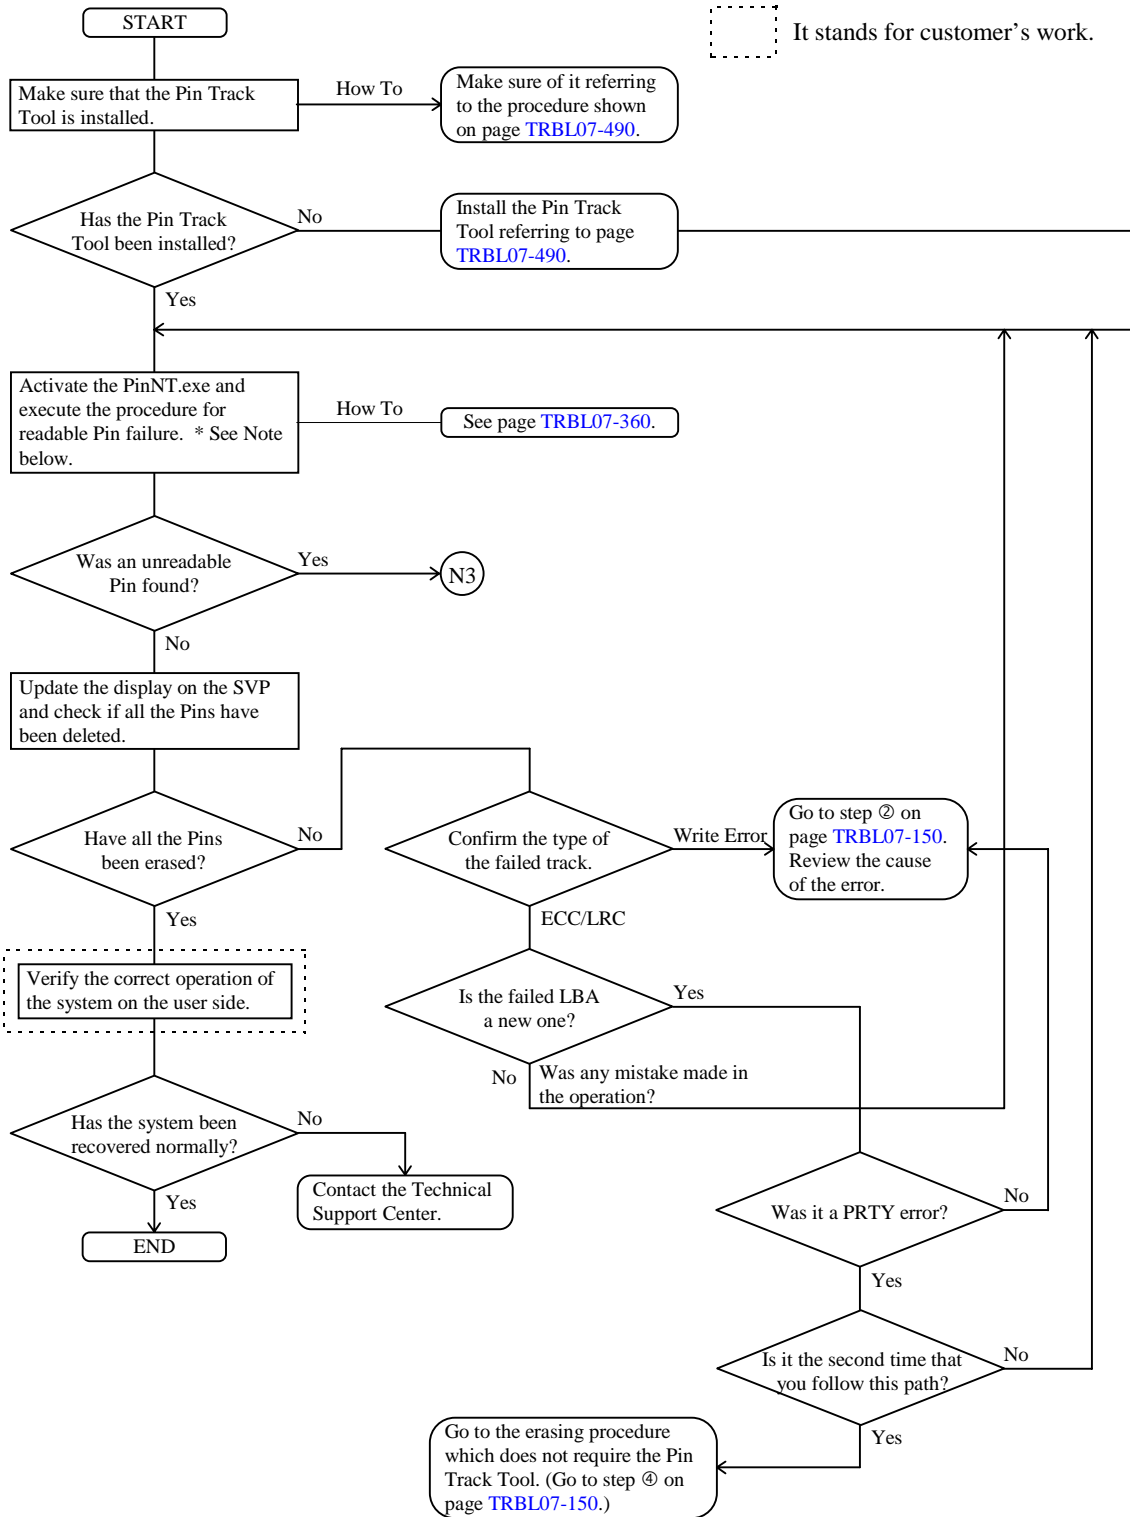 START
It stands for customer’s work.
Make sure that the Pin Track
Tool is installed.
How To
Make sure of it referring
to the procedure shown
on page TRBL07-490.
Has the Pin Track
Tool been installed?
No
Install the Pin Track
Tool referring to page
TRBL07-490.
Yes
Activate the PinNT.exe and
execute the procedure for
readable Pin failure.  * See Note
below.
How To
See page TRBL07-360.
Was an unreadable
Pin found?
Yes
N3
No
Update the display on the SVP
and check if all the Pins have
been deleted.
Have all the Pins
been erased?
No
Confirm the type of
the failed track.
Write Error
Go to step ② on
page TRBL07-150.
Review the cause
of the error.
Yes
ECC/LRC
Verify the correct operation of
the system on the user side.
Is the failed LBA
a new one?
Yes
No
Was any mistake made in
the operation?
Has the system been
recovered normally?
No
Contact the Technical
Support Center.
Yes
END
Was it a PRTY error?
No
Yes
Is it the second time that
you follow this path?
No
Yes
Go to the erasing procedure
which does not require the Pin
Track Tool. (Go to step ④ on
page TRBL07-150.)